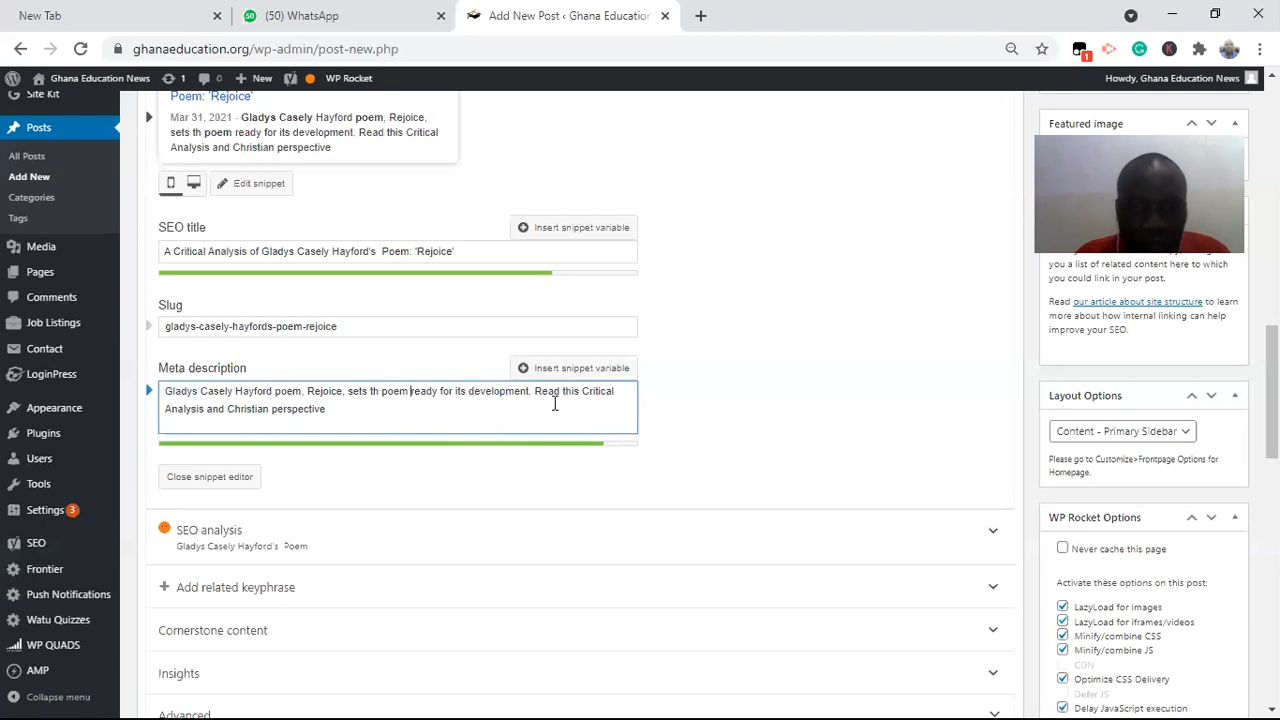 New Tab
(50) WhatsApp
Add New Post ‹ Ghana Education
ghanaeducation.org/wp-admin/post-new.php
1
Ghana Education News
1
0
New
WP Rocket
Howdy, Ghana Education News
Site Kit
Posts
All Posts
Add New
Categories
Tags
Media
Pages
Comments
Job Listings
Contact
LoginPress
Appearance
Plugins
Users
Tools
Settings 3
SEO
Frontier
Push Notifications
Watu Quizzes
WP QUADS
AMP
Collapse menu
Poem: 'Rejoice'
Mar 31, 2021 - Gladys Casely Hayford poem, Rejoice,
sets th poem ready for its development. Read this Critical
Analysis and Christian perspective
Edit snippet
SEO title
Insert snippet variable
A Critical Analysis of Gladys Casely Hayford's Poem: 'Rejoice'
Slug
gladys-casely-hayfords-poem-rejoice
Meta description
Insert snippet variable
Gladys Casely Hayford poem, Rejoice, sets th poem ready for its development. Read this Critical
Analysis and Christian perspective
Close snippet editor
SEO analysis
Gladys Casely Hayford's Poem
Add related keyphrase
Cornerstone content
Insights
Advanced
Featured image
you a list of related content here to which
you could link in your post.
Read our article about site structure to learn
more about how internal linking can help
improve your SEO.
Layout Options
Content - Primary Sidebar
Please go to Customize>Frontpage Options for
Homepage.
WP Rocket Options
Never cache this page
Activate these options on this post:
LazyLoad for images
LazyLoad for iframes/videos
Minify/combine CSS
Minify/combine JS
CDN
Optimize CSS Delivery
Defer JS
Delay JavaScript execution